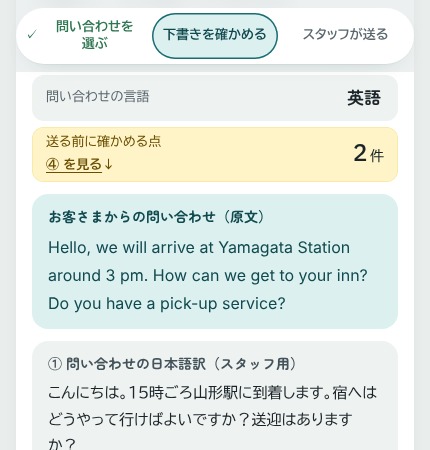 ✓ 問い合わせを
選ぶ
下書きを確かめる
スタッフが送る
問い合わせの言語
英語
送る前に確かめる点
④ を見る↓
2 件
お客さまからの問い合わせ（原文）
Hello, we will arrive at Yamagata Station
around 3 pm. How can we get to your inn?
Do you have a pick-up service?
① 問い合わせの日本語訳（スタッフ用）
こんにちは。15時ごろ山形駅に到着します。宿へは
どうやって行けばよいですか？送迎はあります
か？